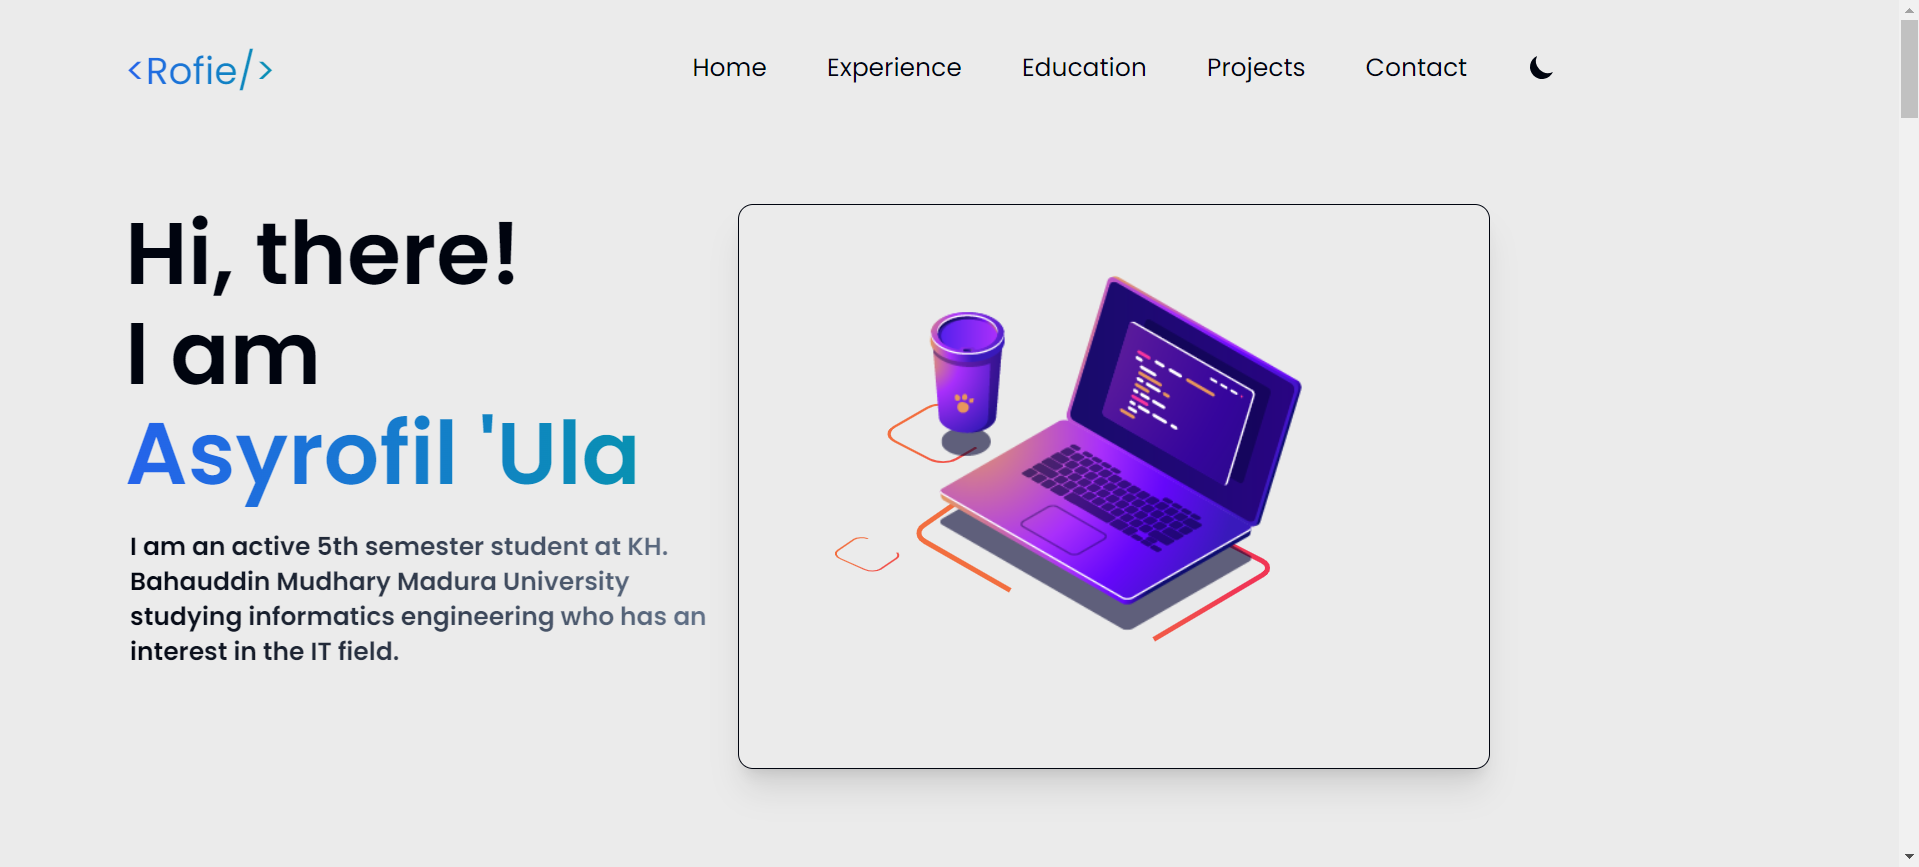 <Rofie/>
Home Experience Education Projects Contact
Hi, there!
I am
Asyrofil 'Ula
I am an active 5th semester student at KH.
Bahauddin Mudhary Madura University
studying informatics engineering who has an
interest in the IT field.